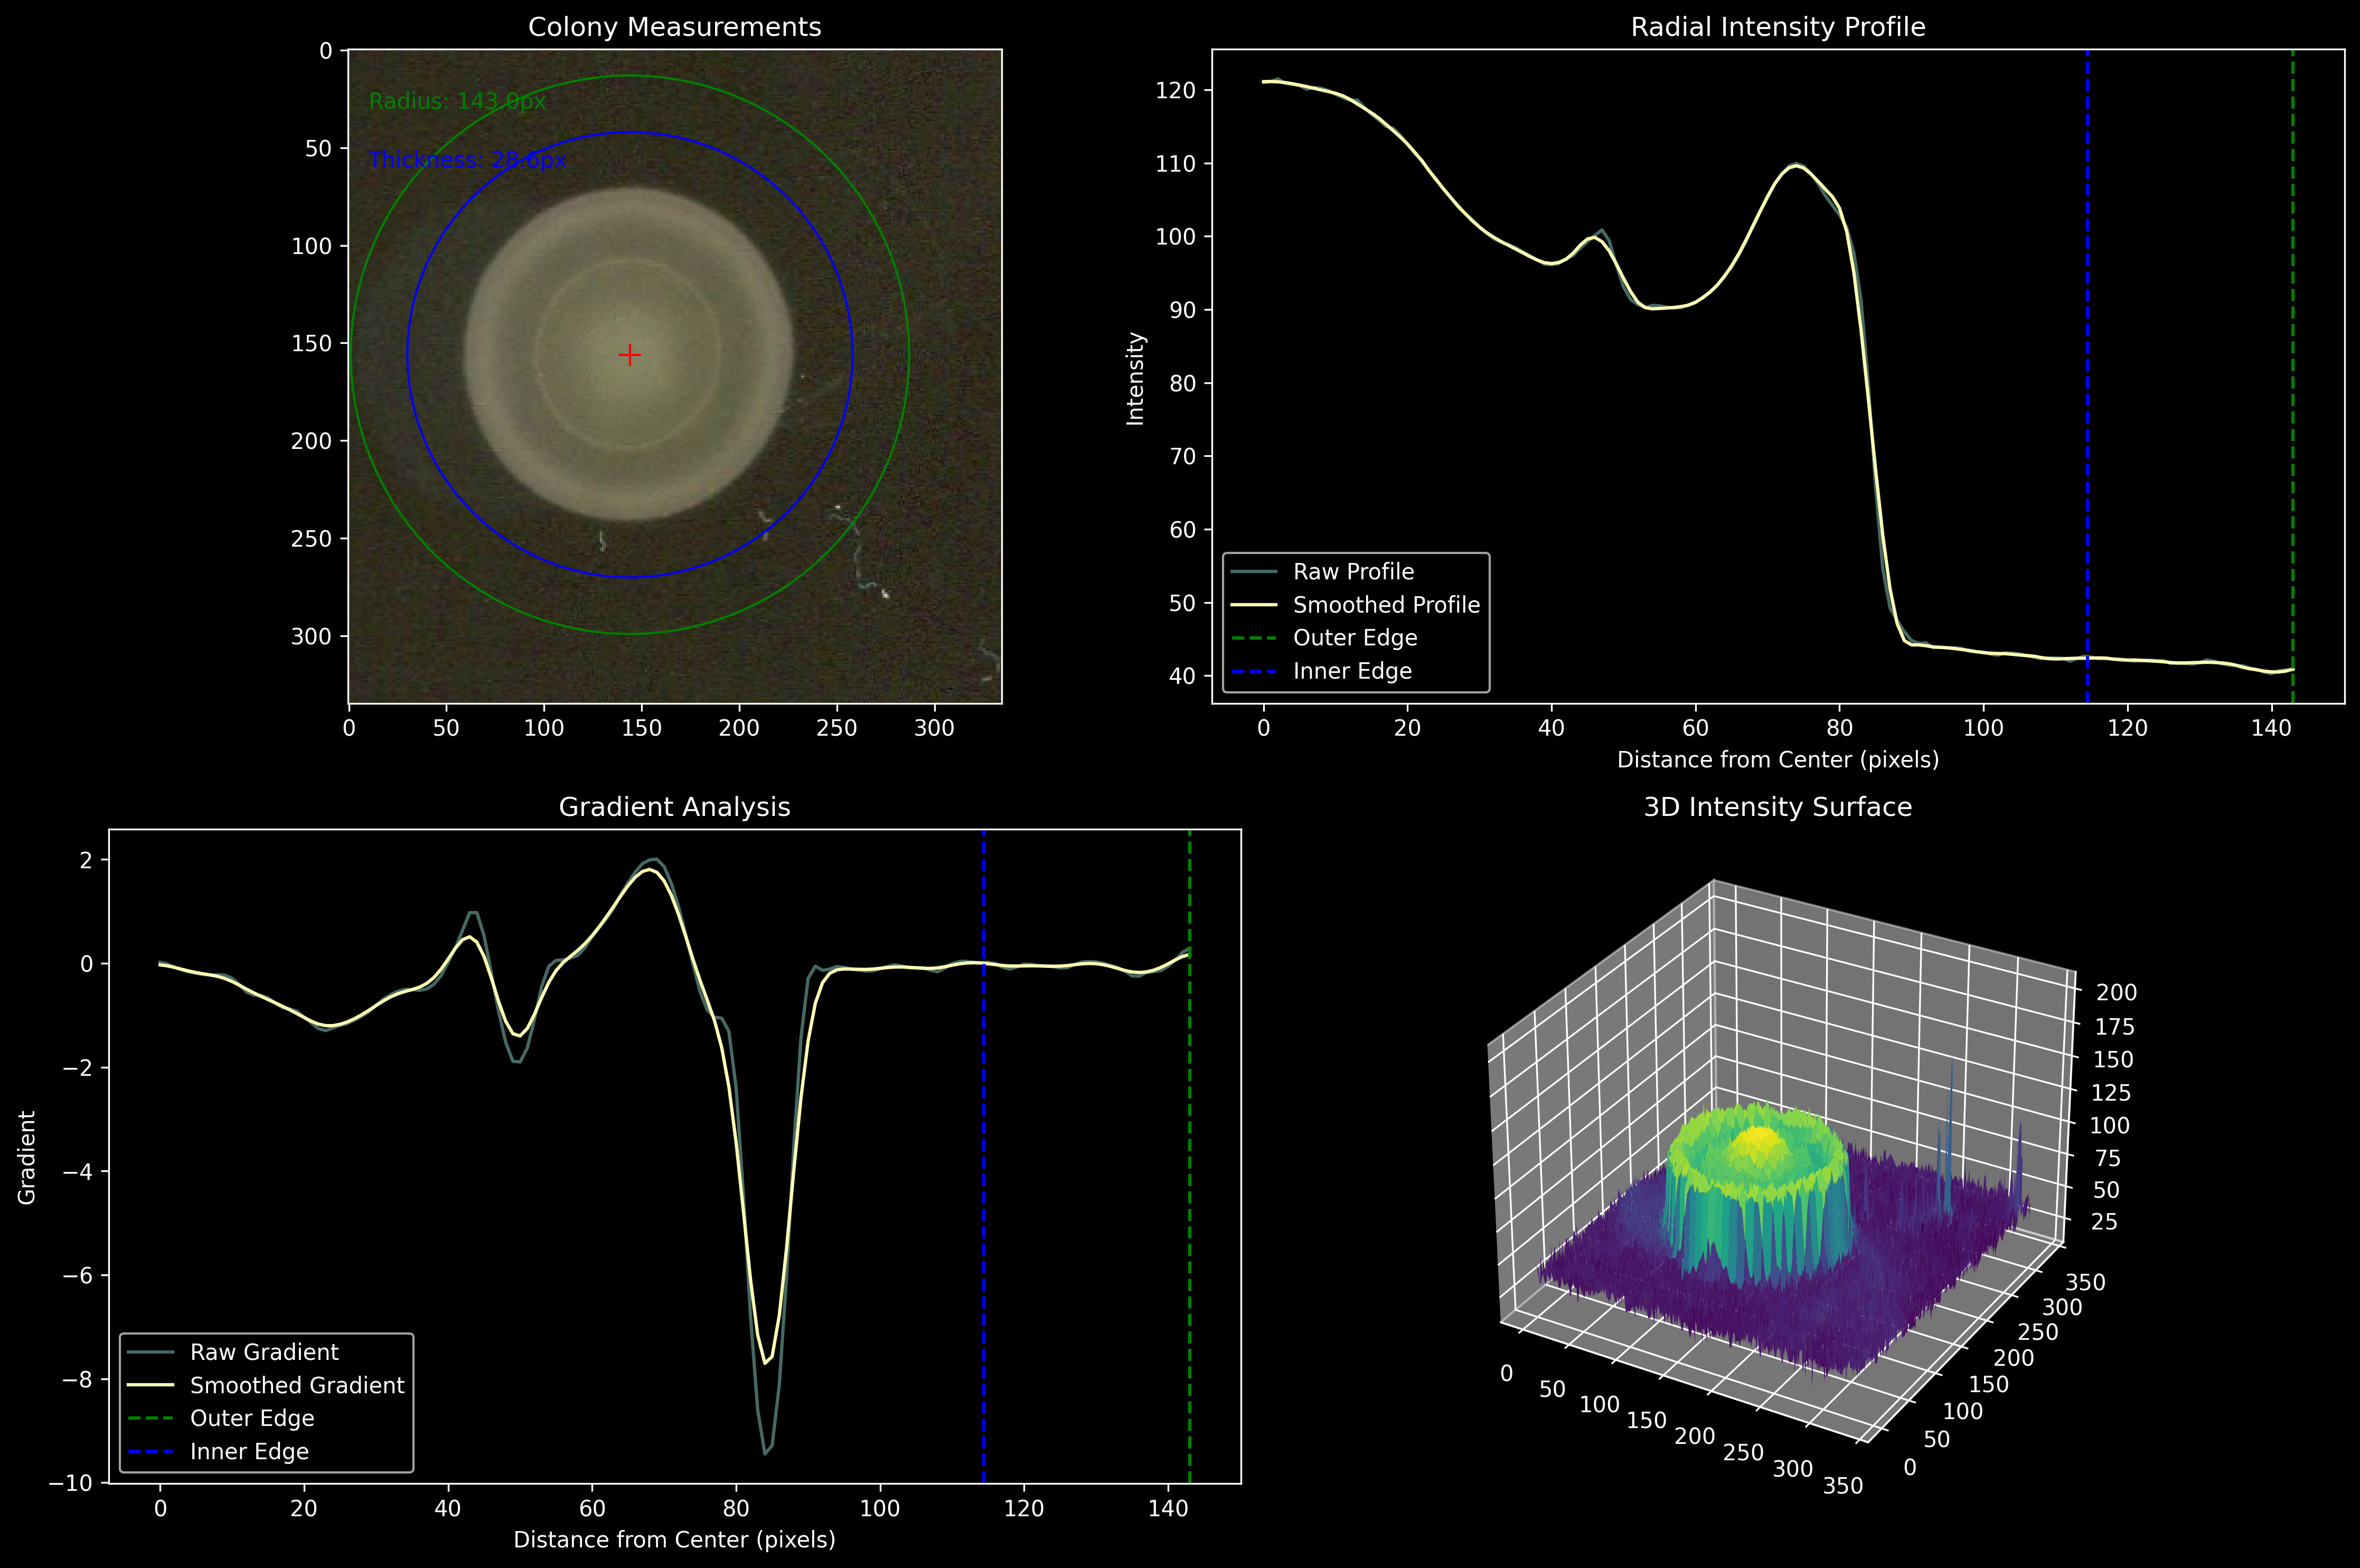 Colony Measurements
0
50
100
150
200
250
300
0 50 100 150 200 250 300
Radius: 143.0px
Thickness: 28.6px
Radial Intensity Profile
Intensity
120
110
100
90
80
70
60
50
40
Raw Profile
Smoothed Profile
Outer Edge
Inner Edge
0 20 40 60 80 100 120 140
Distance from Center (pixels)
Gradient Analysis
Gradient
2
0
−2
−4
−6
−8
−10
Raw Gradient
Smoothed Gradient
Outer Edge
Inner Edge
0 20 40 60 80 100 120 140
Distance from Center (pixels)
3D Intensity Surface
200
175
150
125
100
75
50
25
350
300
250
200
150
100
50
0
0 50 100 150 200 250 300 350